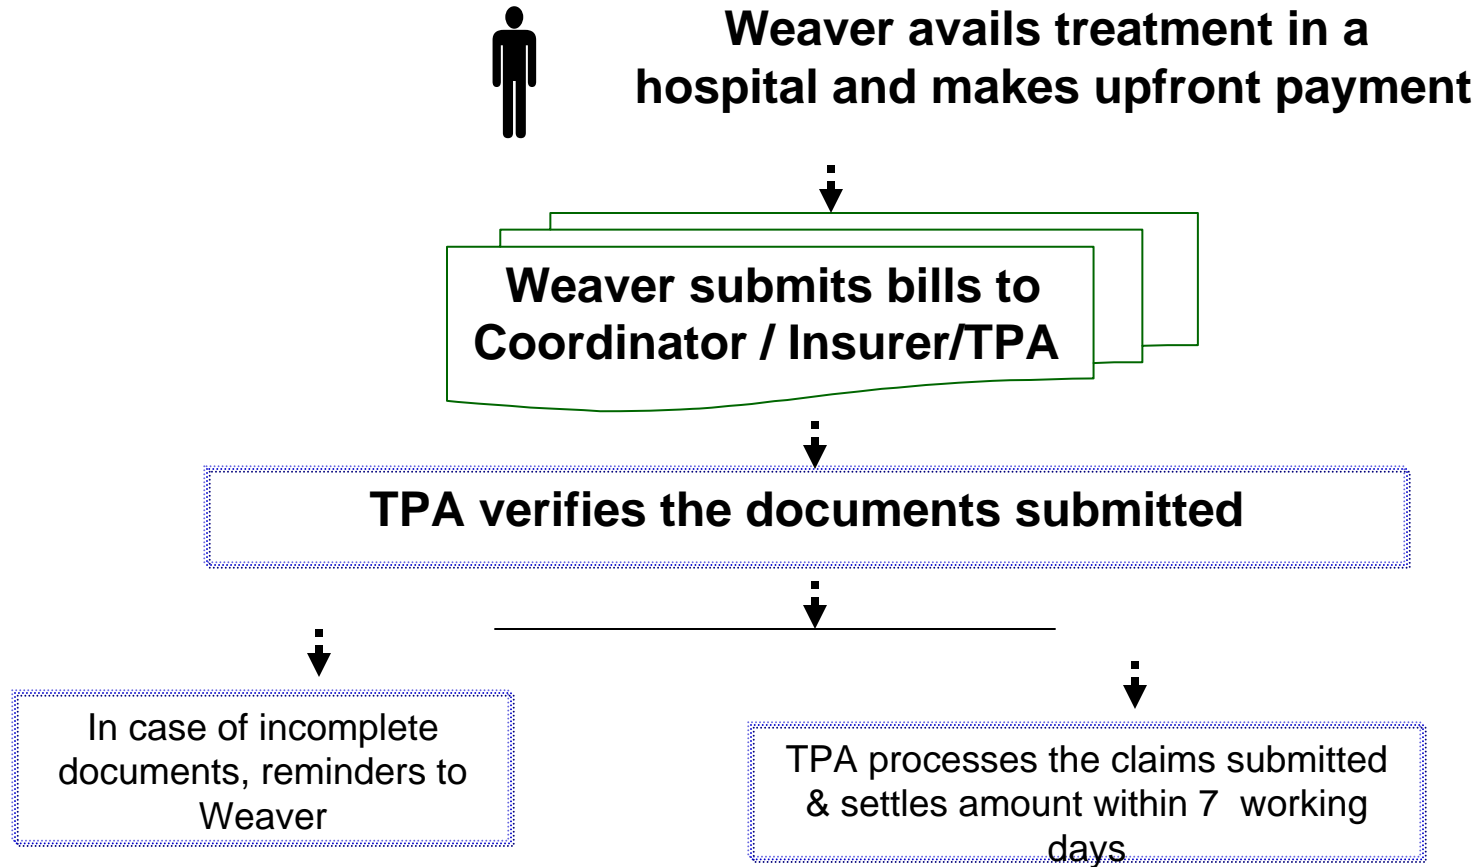 Weaver avails treatment in a
hospital and makes upfront payment
Weaver submits bills to
Coordinator / Insurer/TPA
TPA verifies the documents submitted
In case of incomplete
documents, reminders to
Weaver
TPA processes the claims submitted
& settles amount within 7 working
days